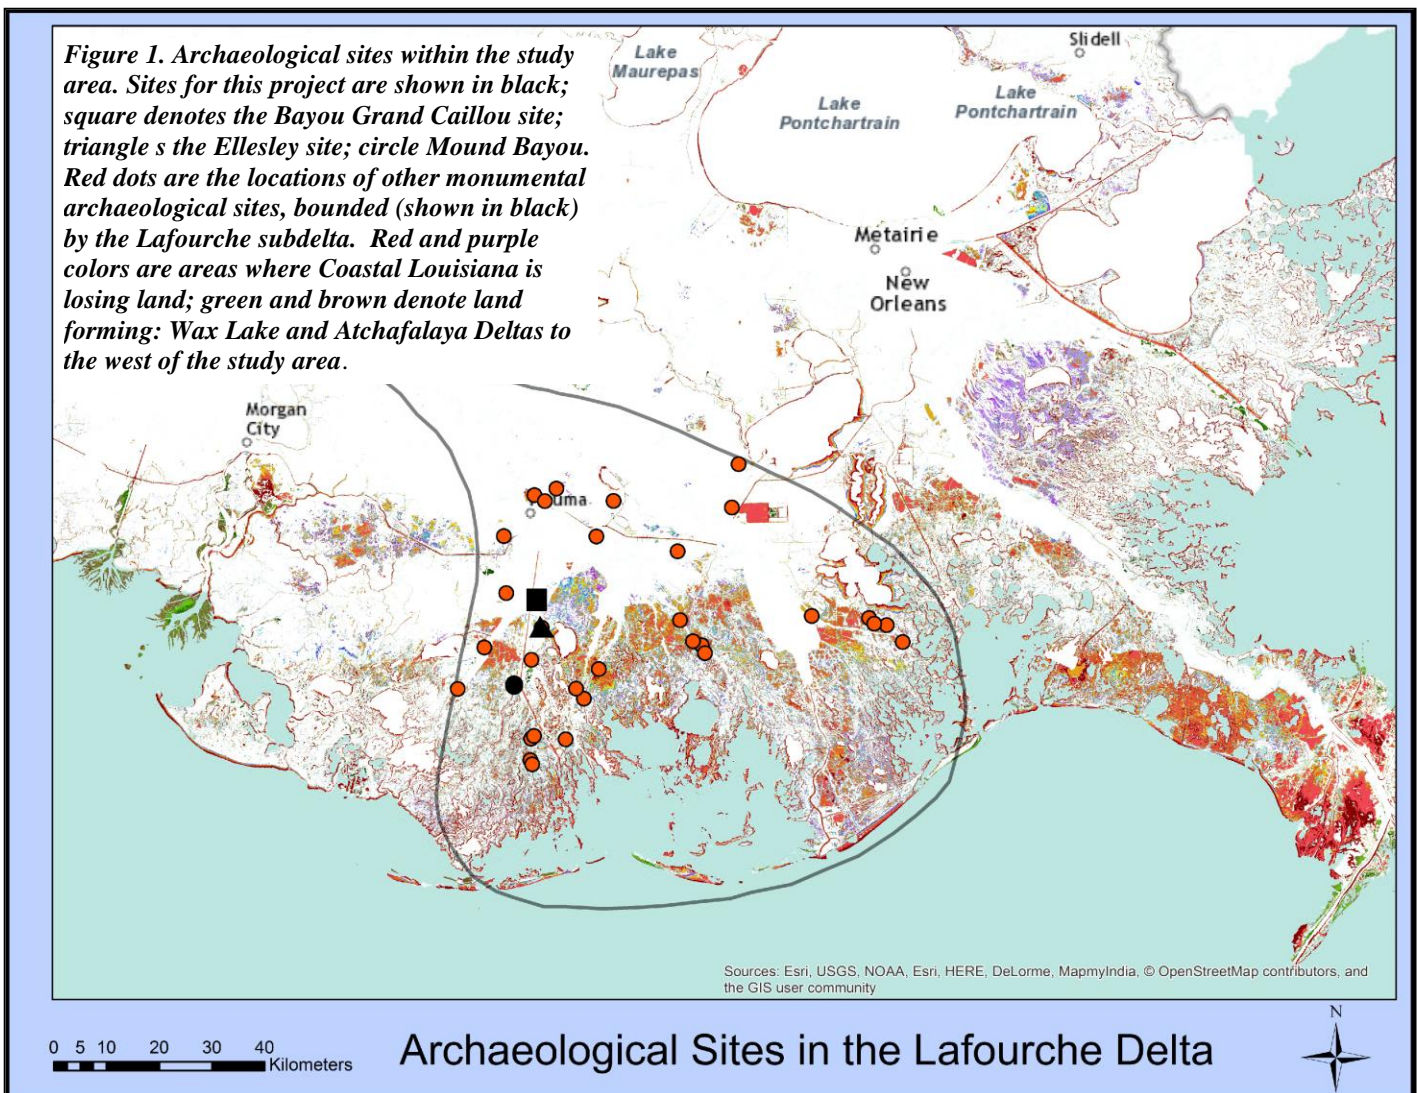 Figure 1. Archaeological sites within the study
area. Sites for this project are shown in black;
square denotes the Bayou Grand Caillou site;
triangle s the Ellesley site; circle Mound Bayou.
Red dots are the locations of other monumental
archaeological sites, bounded (shown in black)
by the Lafourche subdelta.  Red and purple
colors are areas where Coastal Louisiana is
losing land; green and brown denote land
forming: Wax Lake and Atchafalaya Deltas to
the west of the study area.
Lake
Maurepas
Slidell
Lake
Pontchartrain
Lake
Pontchartrain
Metairie
New
Orleans
Morgan
City
uma
Sources: Esri, USGS, NOAA, Esri, HERE, DeLorme, MapmyIndia, © OpenStreetMap contributors, and
the GIS user community
0 5 10 20 30 40
Kilometers
Archaeological Sites in the Lafourche Delta
N